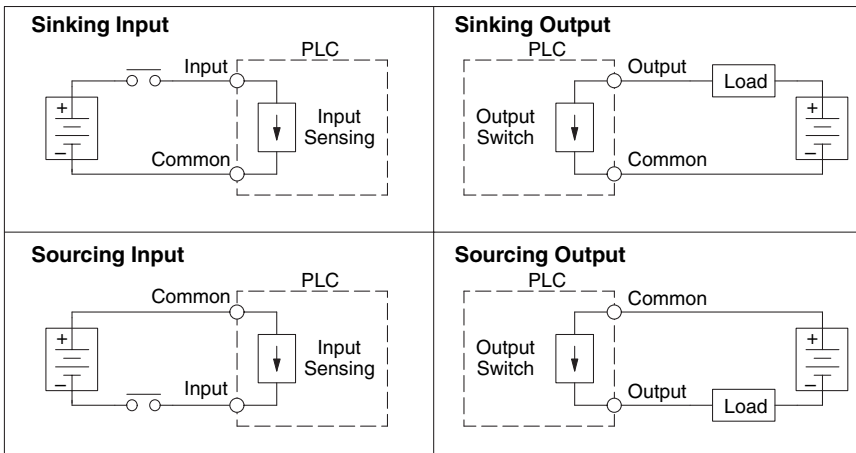 Sinking Input
PLC
Input
+
Input
Sensing
–
Common
Sinking Output
PLC
Output
Load
+
Output
Switch
–
Common
Sourcing Input
PLC
Common
+
Input
Sensing
–
Input
Sourcing Output
PLC
Common
+
Output
Switch
–
Output
Load